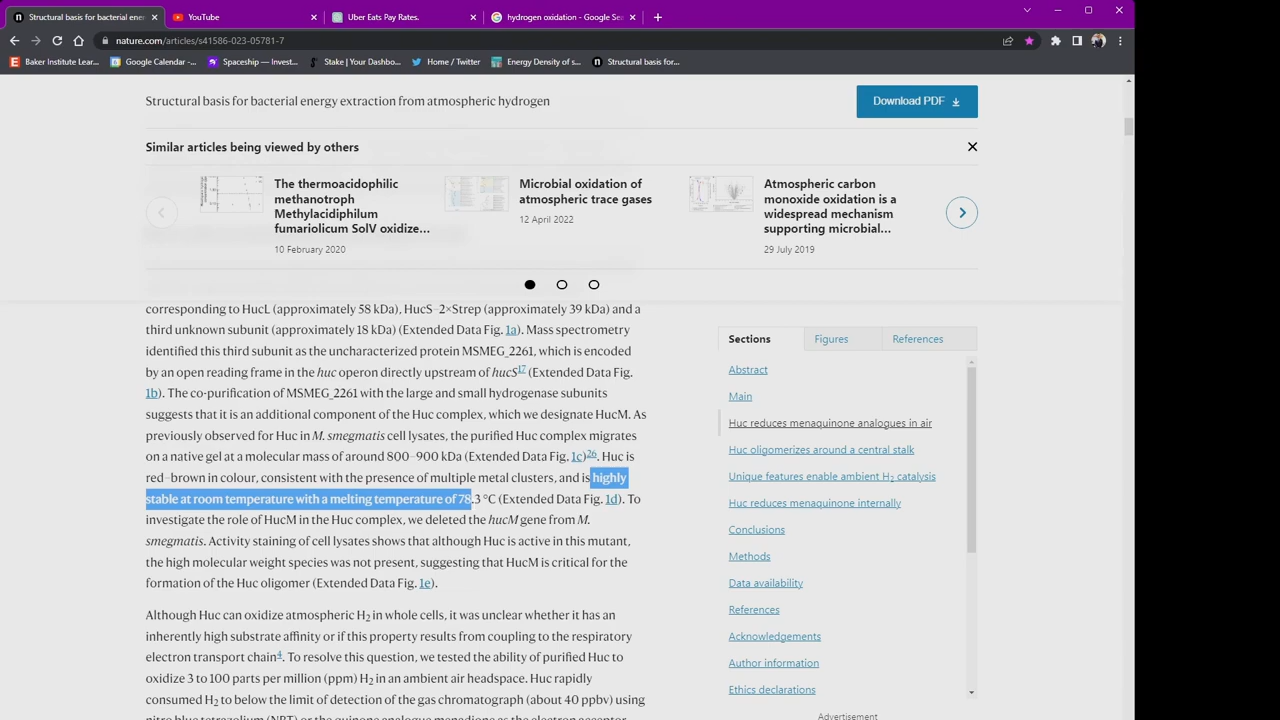 Structural basis for bacterial ener
YouTube
Uber Eats Pay Rates.
hydrogen oxidation - Google Sea
nature.com/articles/s41586-023-05781-7
Baker Institute Lear...
Google Calendar -...
Spaceship — Invest...
Stake | Your Dashbo...
Home / Twitter
Energy Density of s...
Structural basis for...
Structural basis for bacterial energy extraction from atmospheric hydrogen
Download PDF
Similar articles being viewed by others
The thermoacidophilic
methanotroph
Methylacidiphilum
fumariolicum SolV oxidize...
10 February 2020
Microbial oxidation of
atmospheric trace gases
12 April 2022
Atmospheric carbon
monoxide oxidation is a
widespread mechanism
supporting microbial...
29 July 2019
corresponding to HucL (approximately 58 kDa), HucS–2×Strep (approximately 39 kDa) and a
third unknown subunit (approximately 18 kDa) (Extended Data Fig. 1a). Mass spectrometry
identified this third subunit as the uncharacterized protein MSMEG_2261, which is encoded
by an open reading frame in the huc operon directly upstream of hucS17 (Extended Data Fig.
1b). The co-purification of MSMEG_2261 with the large and small hydrogenase subunits
suggests that it is an additional component of the Huc complex, which we designate HucM. As
previously observed for Huc in M. smegmatis cell lysates, the purified Huc complex migrates
on a native gel at a molecular mass of around 800–900 kDa (Extended Data Fig. 1c)26. Huc is
red–brown in colour, consistent with the presence of multiple metal clusters, and is highly
stable at room temperature with a melting temperature of 78.3 °C (Extended Data Fig. 1d). To
investigate the role of HucM in the Huc complex, we deleted the hucM gene from M.
smegmatis. Activity staining of cell lysates shows that although Huc is active in this mutant,
the high molecular weight species was not present, suggesting that HucM is critical for the
formation of the Huc oligomer (Extended Data Fig. 1e).
Although Huc can oxidize atmospheric H2 in whole cells, it was unclear whether it has an
inherently high substrate affinity or if this property results from coupling to the respiratory
electron transport chain4. To resolve this question, we tested the ability of purified Huc to
oxidize 3 to 100 parts per million (ppm) H2 in an ambient air headspace. Huc rapidly
consumed H2 to below the limit of detection of the gas chromatograph (about 40 ppbv) using
nitro blue tetrazolium (NBT) or the quinone analogue menadione as the electron acceptor
Sections
Figures
References
Abstract
Main
Huc reduces menaquinone analogues in air
Huc oligomerizes around a central stalk
Unique features enable ambient H2 catalysis
Huc reduces menaquinone internally
Conclusions
Methods
Data availability
References
Acknowledgements
Author information
Ethics declarations
Advertisement